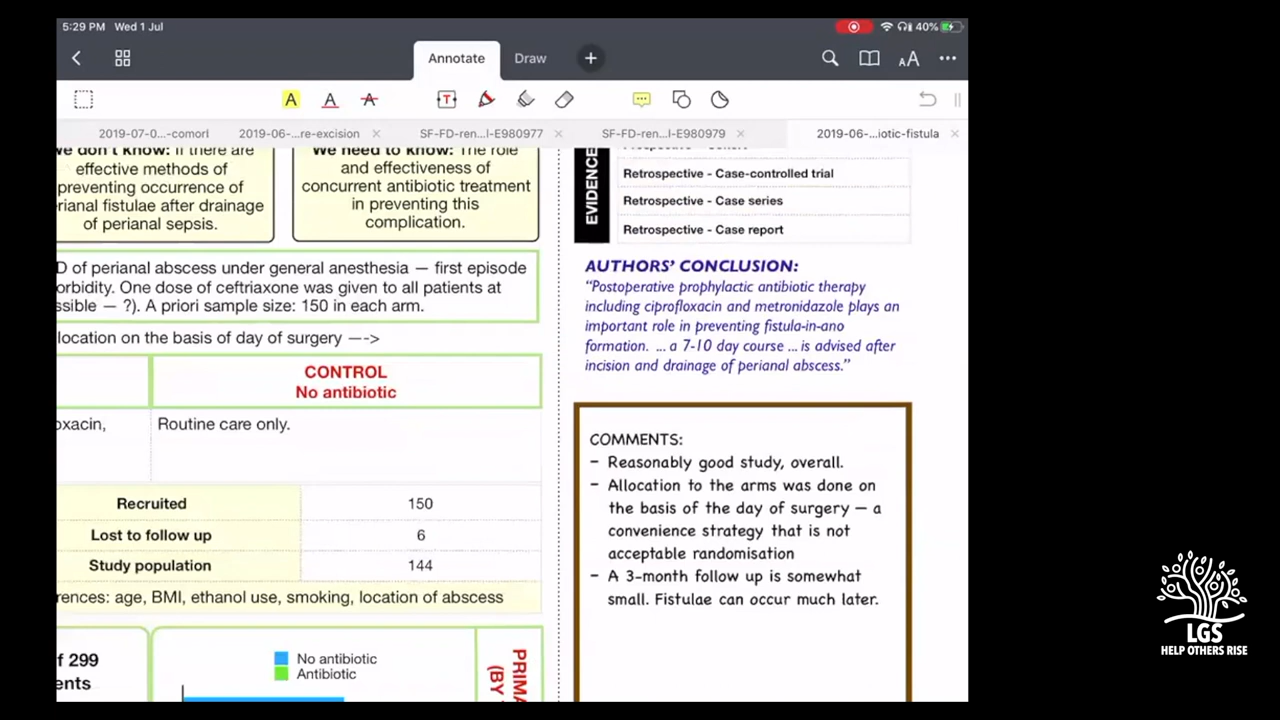 5:29 PM Wed 1 Jul
40%
Annotate
Draw
AA
A A A T
2019-07-0...-comorl
2019-06-...re-excision
SF-FD-ren...l-E980977
SF-FD-ren...l-E980979
2019-06-...iotic-fistula
we don't know: If there are
effective methods of
preventing occurrence of
rianal fistulae after drainage
of perianal sepsis.
We need to know: The role
and effectiveness of
concurrent antibiotic treatment
in preventing this
complication.
D of perianal abscess under general anesthesia — first episode
orbidity. One dose of ceftriaxone was given to all patients at
ssible — ?). A priori sample size: 150 in each arm.
location on the basis of day of surgery —->
CONTROL
No antibiotic
oxacin,
Routine care only.
Recruited 150
Lost to follow up 6
Study population 144
rences: age, BMI, ethanol use, smoking, location of abscess
f 299
ents
No antibiotic
Antibiotic
PRIMA
(BY
EVIDENCE
Retrospective - Case-controlled trial
Retrospective - Case series
Retrospective - Case report
AUTHORS' CONCLUSION:
"Postoperative prophylactic antibiotic therapy
including ciprofloxacin and metronidazole plays an
important role in preventing fistula-in-ano
formation. ... a 7-10 day course ... is advised after
incision and drainage of perianal abscess."
COMMENTS:
- Reasonably good study, overall.
- Allocation to the arms was done on
the basis of the day of surgery — a
convenience strategy that is not
acceptable randomisation
- A 3-month follow up is somewhat
small. Fistulae can occur much later.
LGS
HELP OTHERS RISE